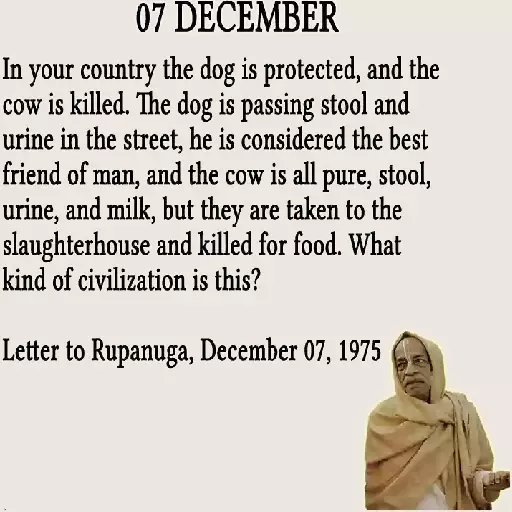 07 DECEMBER
In your country the dog is protected, and the
cow is killed. The dog is passing stool and
urine in the street, he is considered the best
friend of man, and the cow is all pure, stool,
urine, and milk, but they are taken to the
slaughterhouse and killed for food. What
kind of civilization is this?
Letter to Rupanuga, December 07, 1975